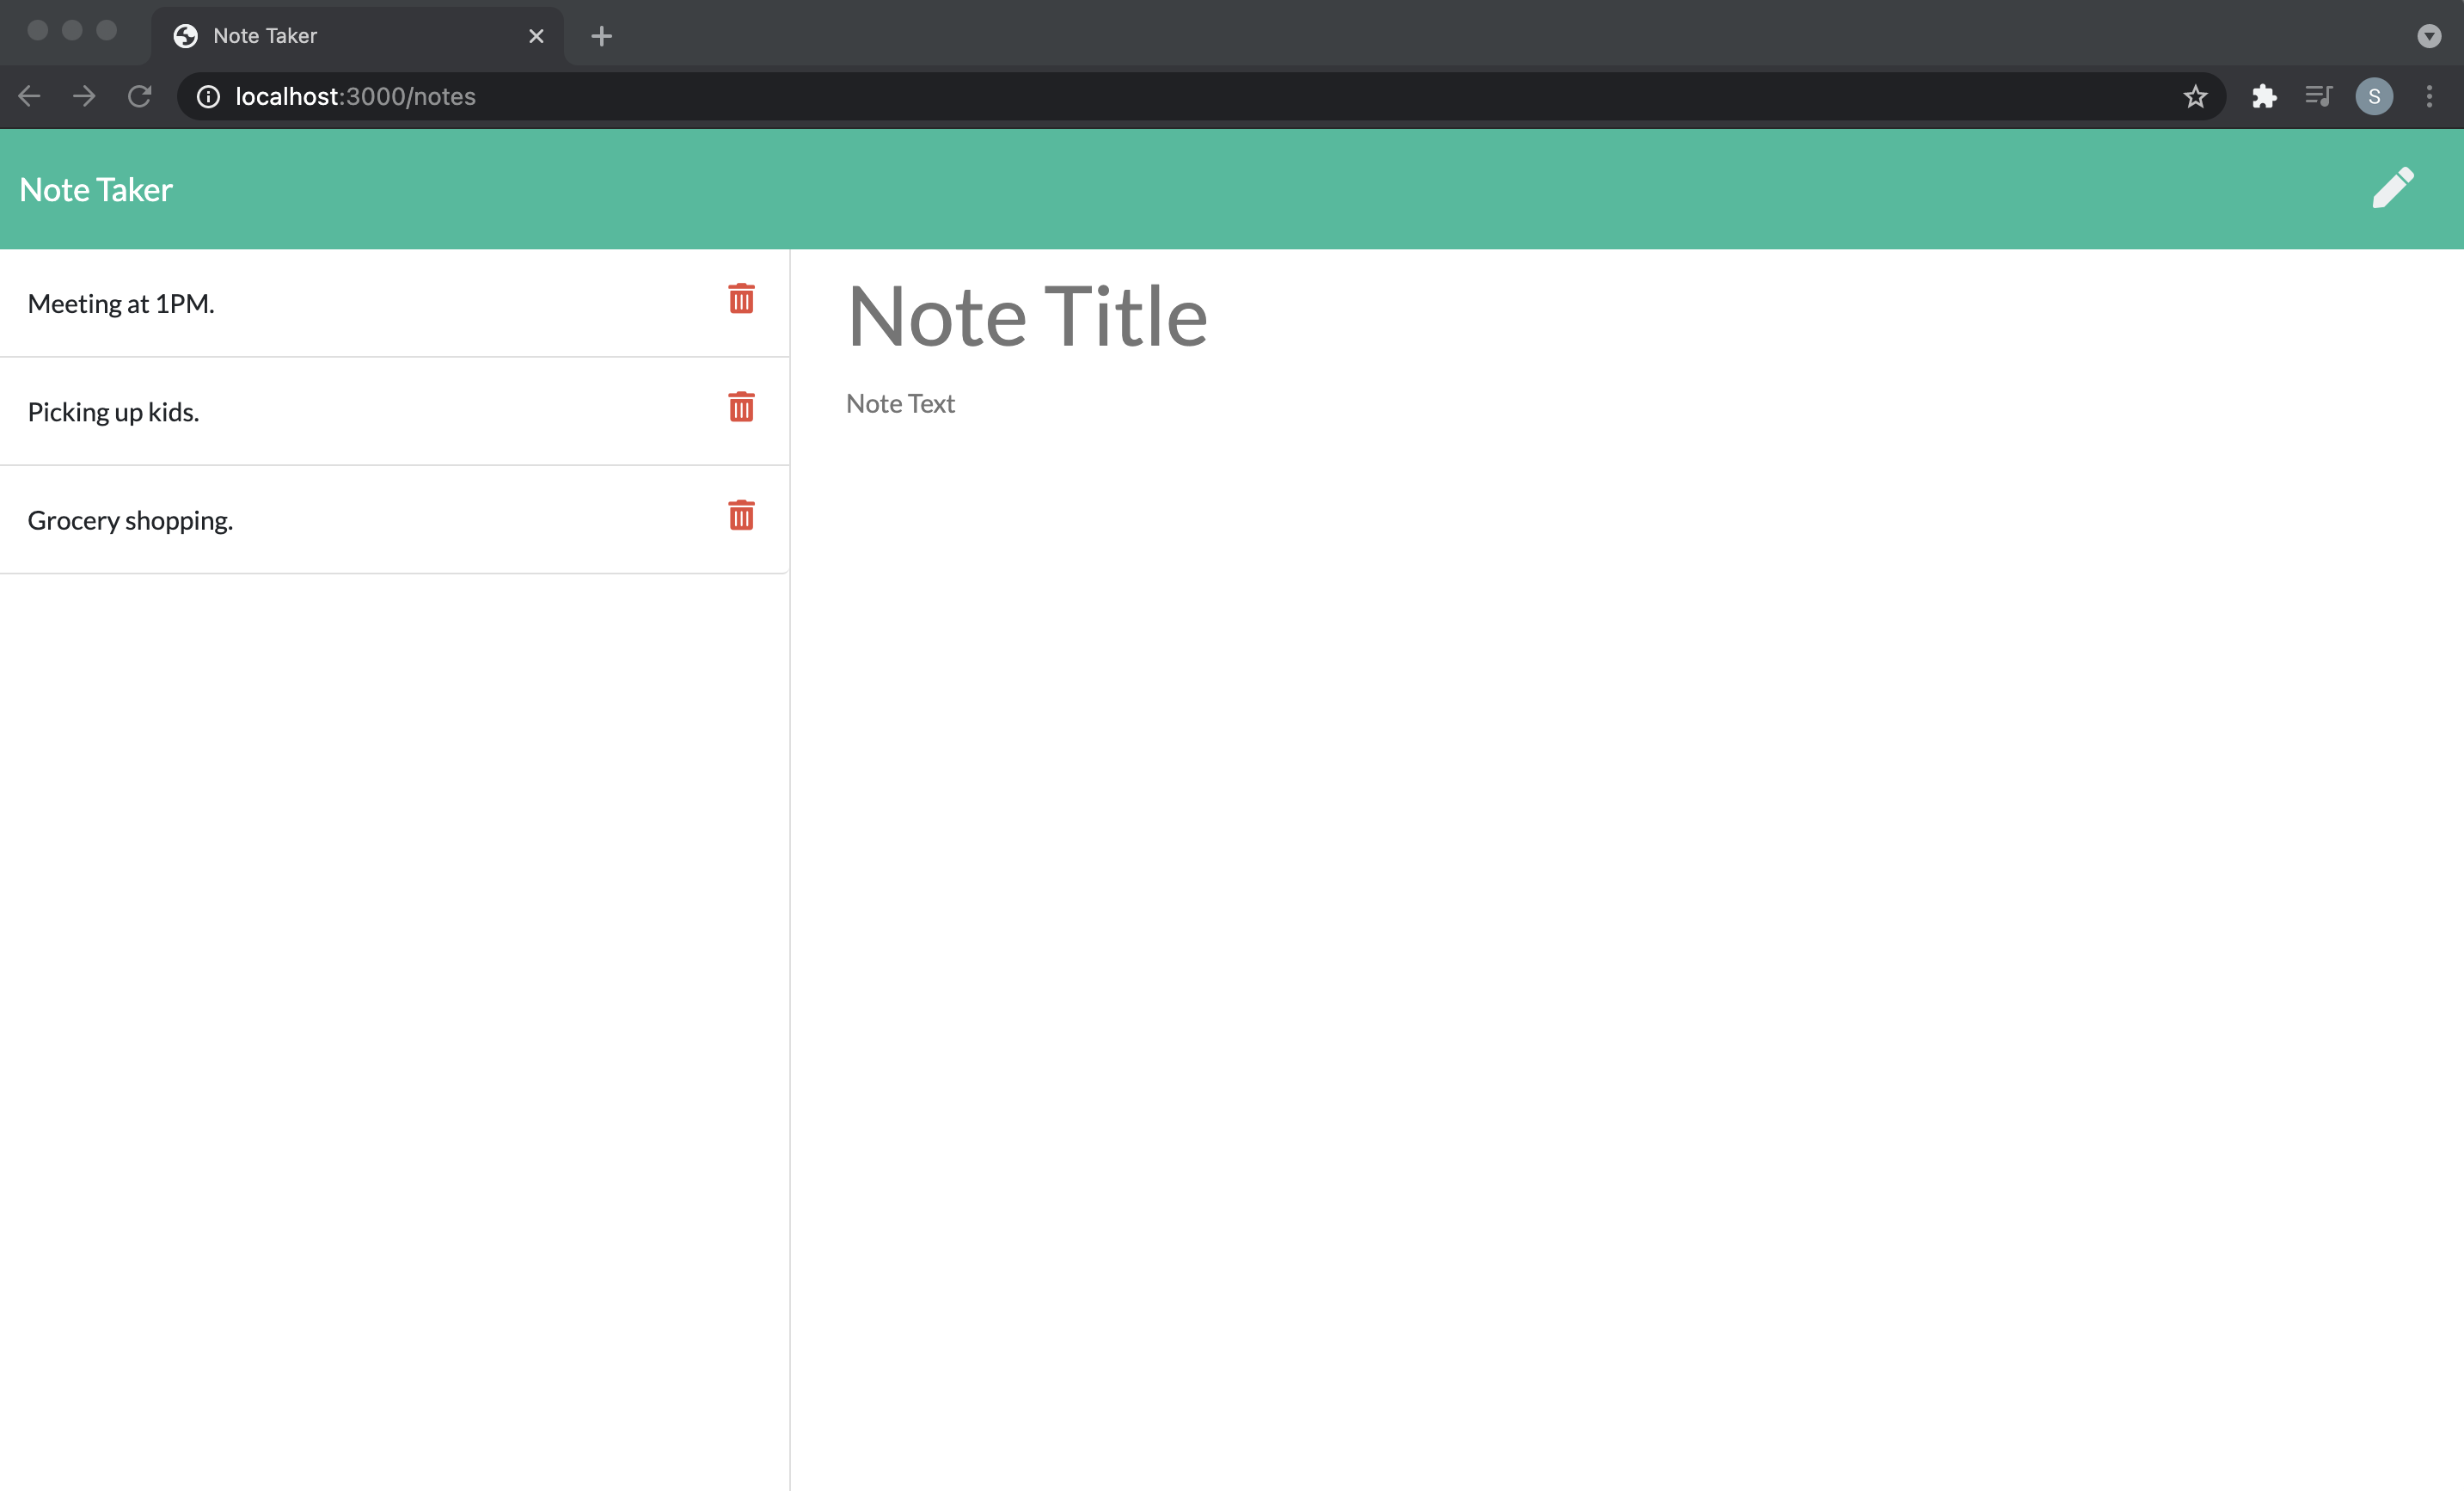 Note Taker
localhost:3000/notes
S
Note Taker
Meeting at 1PM.
Picking up kids.
Grocery shopping.
Note Title
Note Text